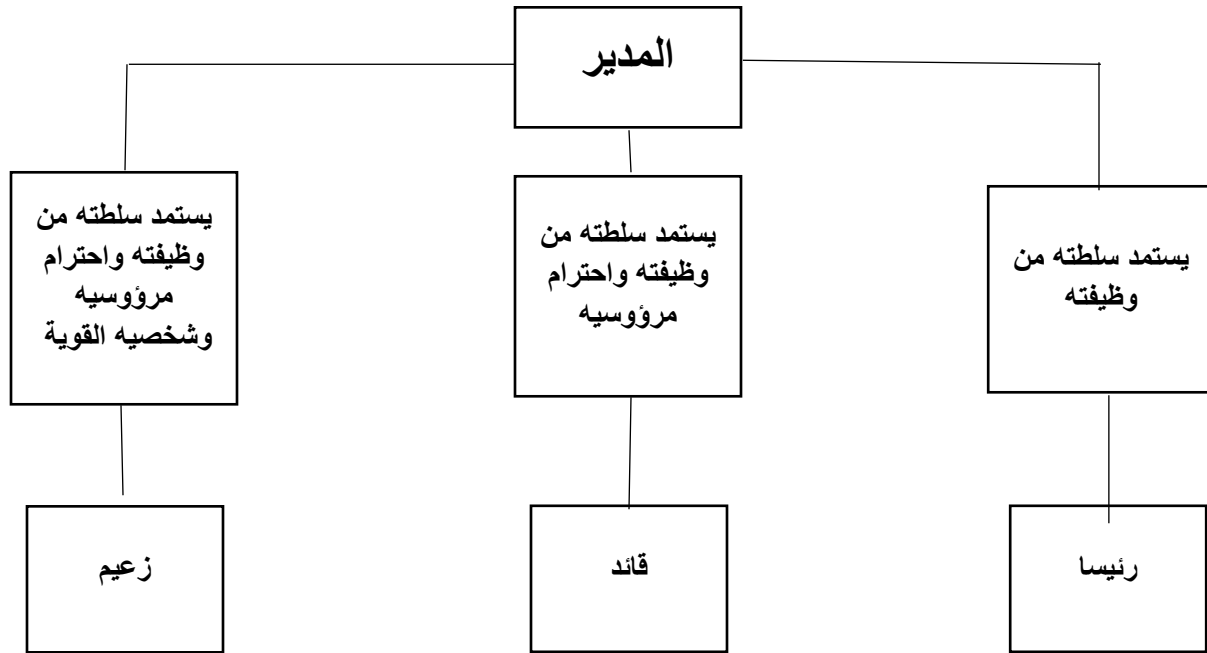 المدير
يستمد سلطته من
وظيفته
يستمد سلطته من
وظيفته واحترام
مرؤوسيه
يستمد سلطته من
وظيفته واحترام
مرؤوسيه
وشخصيه القوية
رئيسا
قائد
زعيم